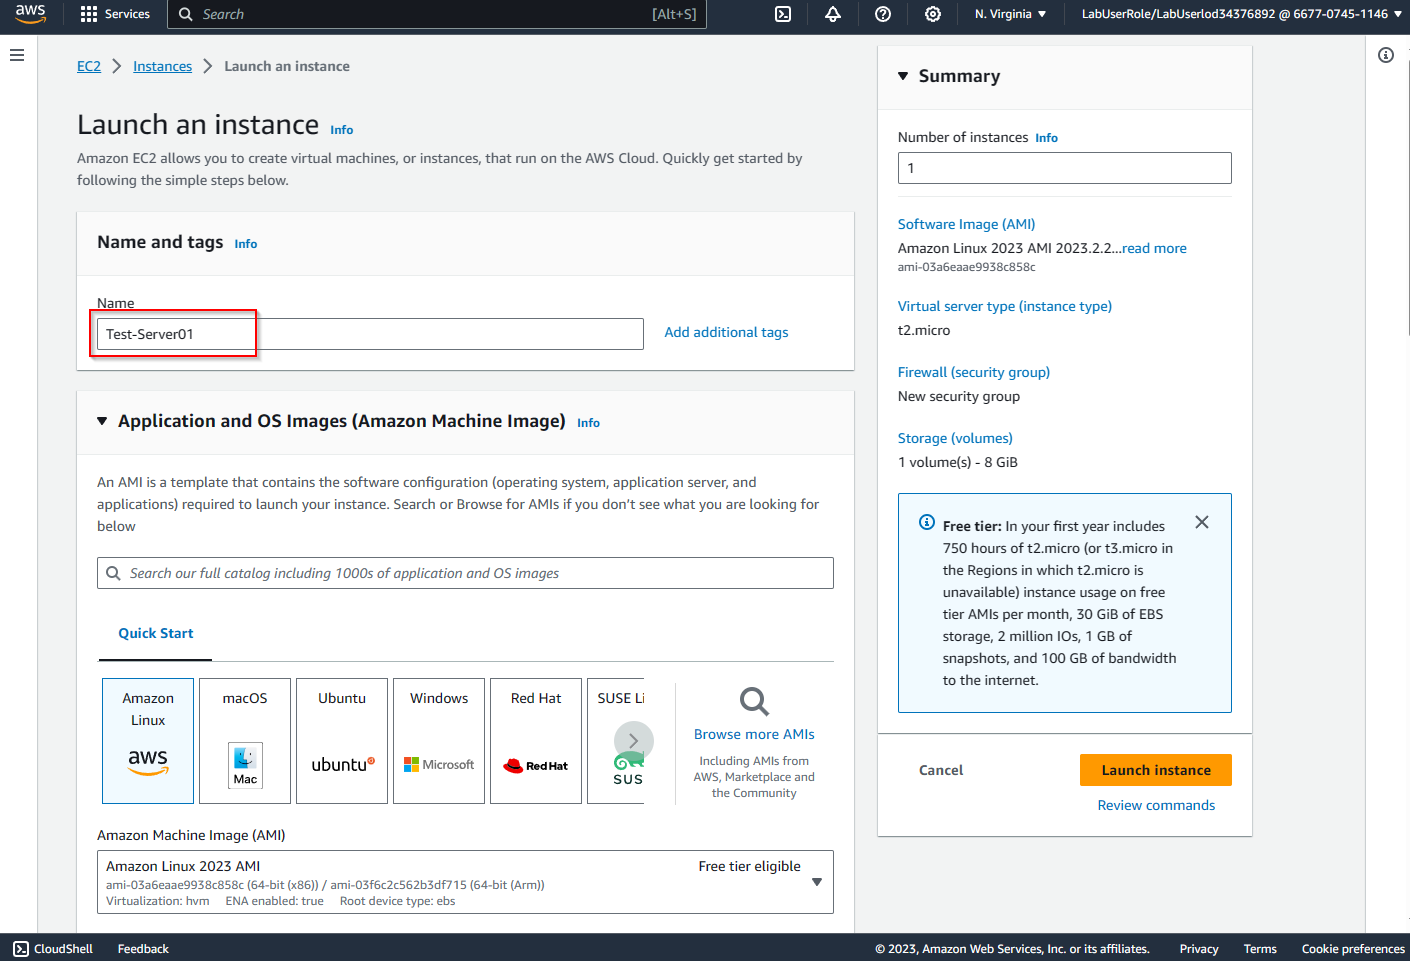 aws
Services
Search
[Alt+S]
N. Virginia
LabUserRole/LabUserlod34376892 @ 6677-0745-1146
EC2
Instances
Launch an instance
Launch an instance Info
Amazon EC2 allows you to create virtual machines, or instances, that run on the AWS Cloud. Quickly get started by
following the simple steps below.
Name and tags Info
Name
Test-Server01
Add additional tags
Application and OS Images (Amazon Machine Image) Info
An AMI is a template that contains the software configuration (operating system, application server, and
applications) required to launch your instance. Search or Browse for AMIs if you don't see what you are looking for
below
Search our full catalog including 1000s of application and OS images
Quick Start
Amazon
Linux
aws
macOS
Mac
Ubuntu
ubuntu
Windows
Microsoft
Red Hat
Red Hat
SUSE Li
SUS
Browse more AMIs
Including AMIs from
AWS, Marketplace and
the Community
Amazon Machine Image (AMI)
Amazon Linux 2023 AMI
Free tier eligible
ami-03a6eaae9938c858c (64-bit (x86)) / ami-03f6c2c562b3df715 (64-bit (Arm))
Virtualization: hvm ENA enabled: true Root device type: ebs
Summary
Number of instances Info
1
Software Image (AMI)
Amazon Linux 2023 AMI 2023.2.2...read more
ami-03a6eaae9938c858c
Virtual server type (instance type)
t2.micro
Firewall (security group)
New security group
Storage (volumes)
1 volume(s) - 8 GiB
Free tier: In your first year includes
750 hours of t2.micro (or t3.micro in
the Regions in which t2.micro is
unavailable) instance usage on free
tier AMIs per month, 30 GiB of EBS
storage, 2 million IOs, 1 GB of
snapshots, and 100 GB of bandwidth
to the internet.
Cancel
Launch instance
Review commands
CloudShell
Feedback
© 2023, Amazon Web Services, Inc. or its affiliates.
Privacy
Terms
Cookie preferences